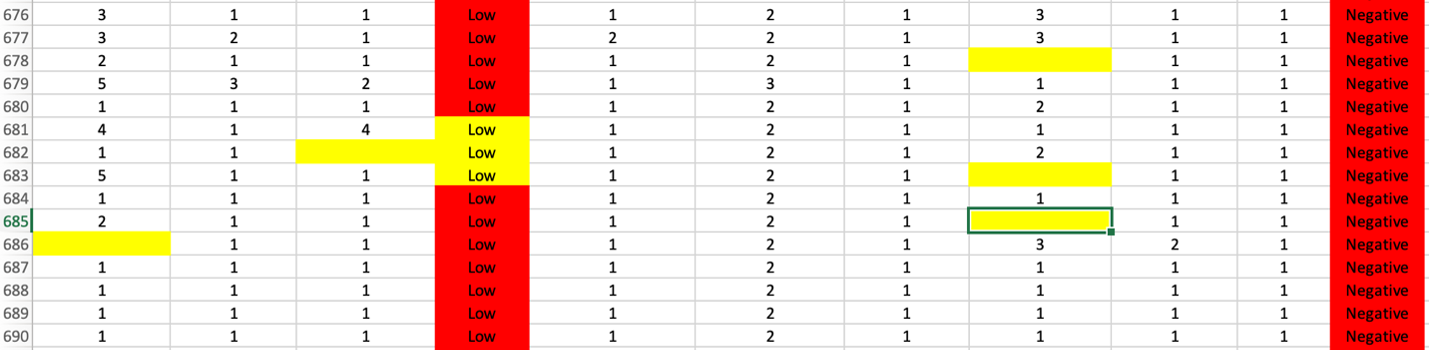 676 3 1 1 Low 1 2 1 3 1 1 Negative
677 3 2 1 Low 2 2 1 3 1 1 Negative
678 2 1 1 Low 1 2 1 1 1 Negative
679 5 3 2 Low 1 3 1 1 1 1 Negative
680 1 1 1 Low 1 2 1 2 1 1 Negative
681 4 1 4 Low 1 2 1 1 1 1 Negative
682 1 1 Low 1 2 1 2 1 1 Negative
683 5 1 1 Low 1 2 1 1 1 Negative
684 1 1 1 Low 1 2 1 1 1 1 Negative
685 2 1 1 Low 1 2 1 1 1 Negative
686 1 1 Low 1 2 1 3 2 1 Negative
687 1 1 1 Low 1 2 1 1 1 1 Negative
688 1 1 1 Low 1 2 1 1 1 1 Negative
689 1 1 1 Low 1 2 1 1 1 1 Negative
690 1 1 1 Low 1 2 1 1 1 1 Negative